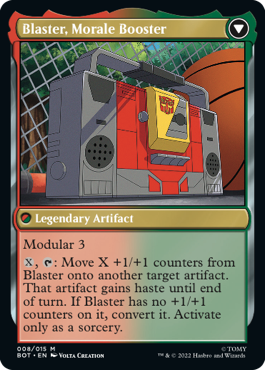 Blaster, Morale Booster
Legendary Artifact
Modular 3
X, T: Move X +1/+1 counters
from Blaster onto another target artifact.
That artifact gains haste until end
of turn. If Blaster has no +1/+1
counters on it, convert it. Activate
only as a sorcery.
008/015 M
BOT • EN VOLTA CREATION
© TOMY
™ & © 2022 Hasbro and Wizards